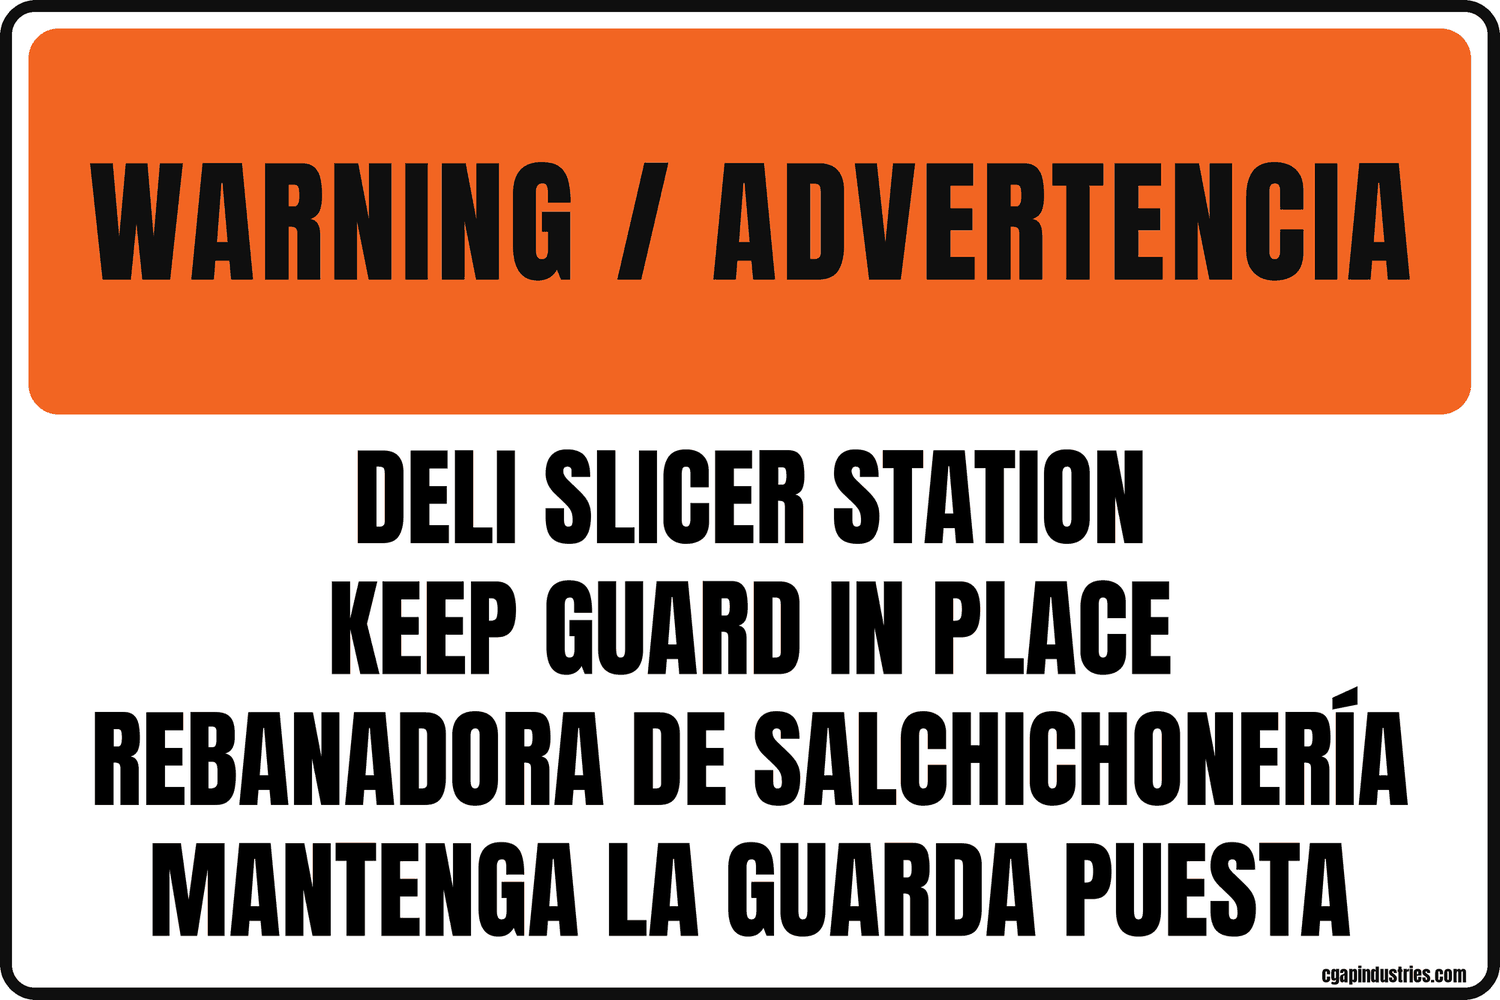 WARNING / ADVERTENCIA
DELI SLICER STATION
KEEP GUARD IN PLACE
REBANADORA DE SALCHICHONERÍA
MANTENGA LA GUARDA PUESTA
cgapindustries.com